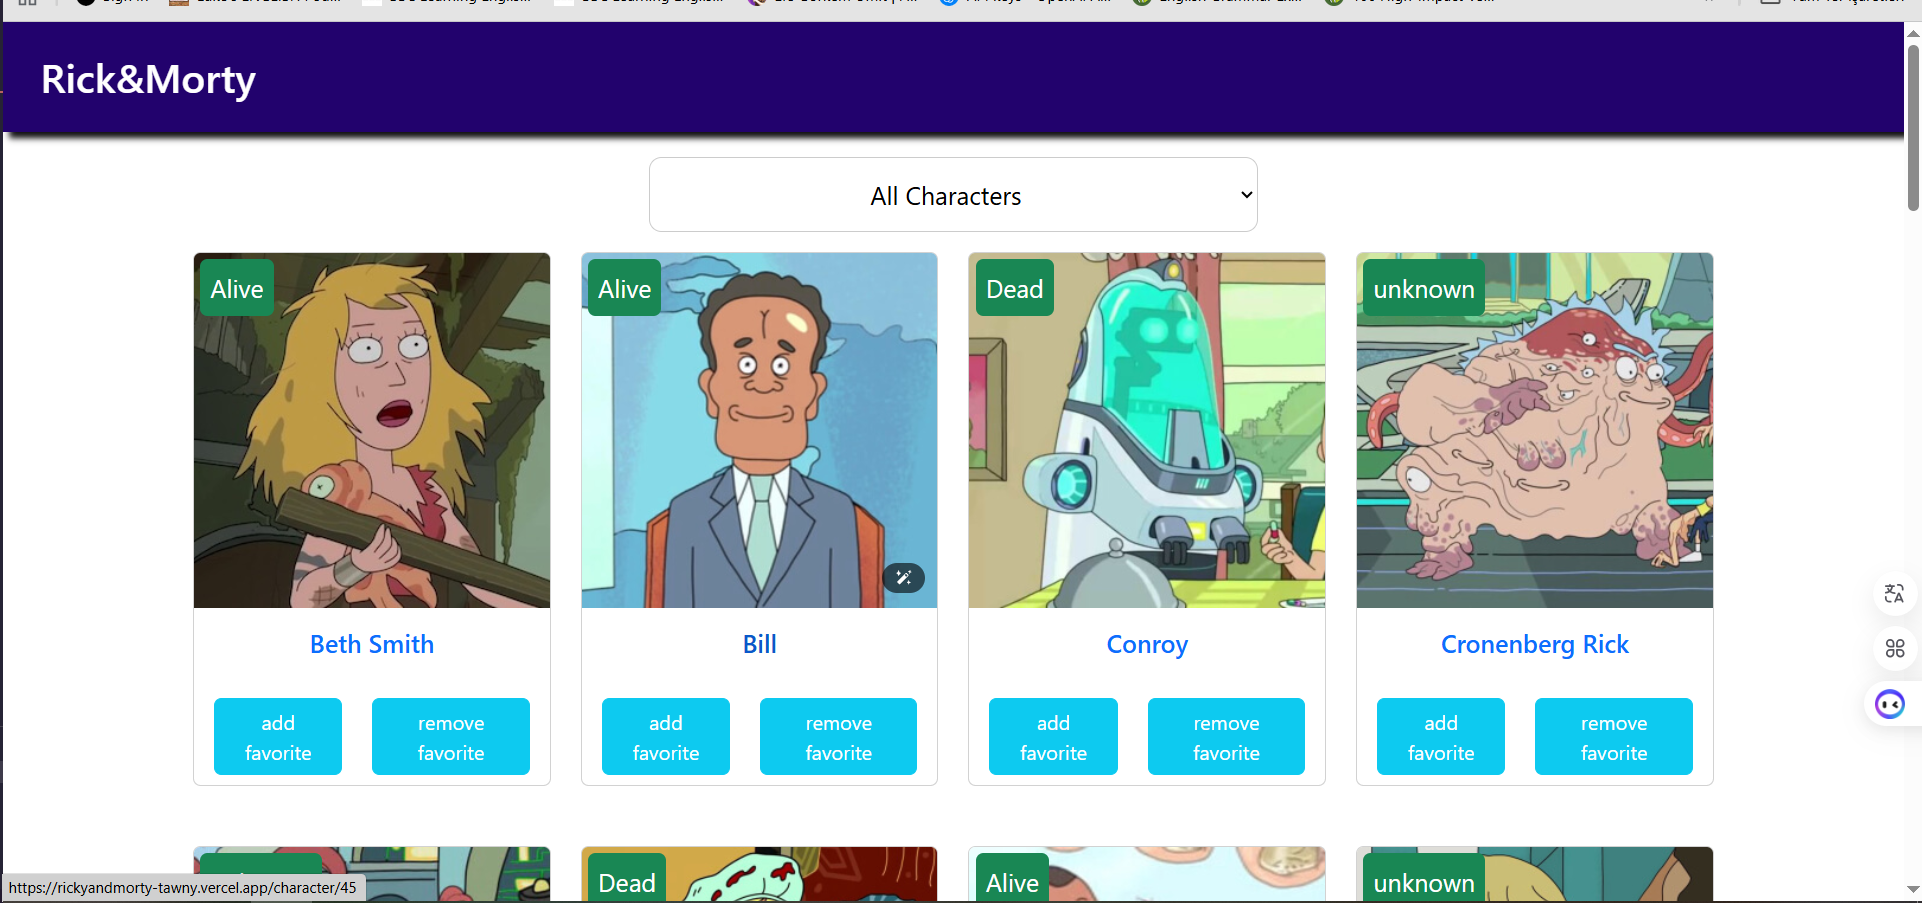 Rick&Morty
All Characters
Alive
Alive
Dead
unknown
Beth Smith
Bill
Conroy
Cronenberg Rick
add
favorite
remove
favorite
add
favorite
remove
favorite
add
favorite
remove
favorite
add
favorite
remove
favorite
Dead
Alive
unknown
https://rickyandmorty-tawny.vercel.app/character/45